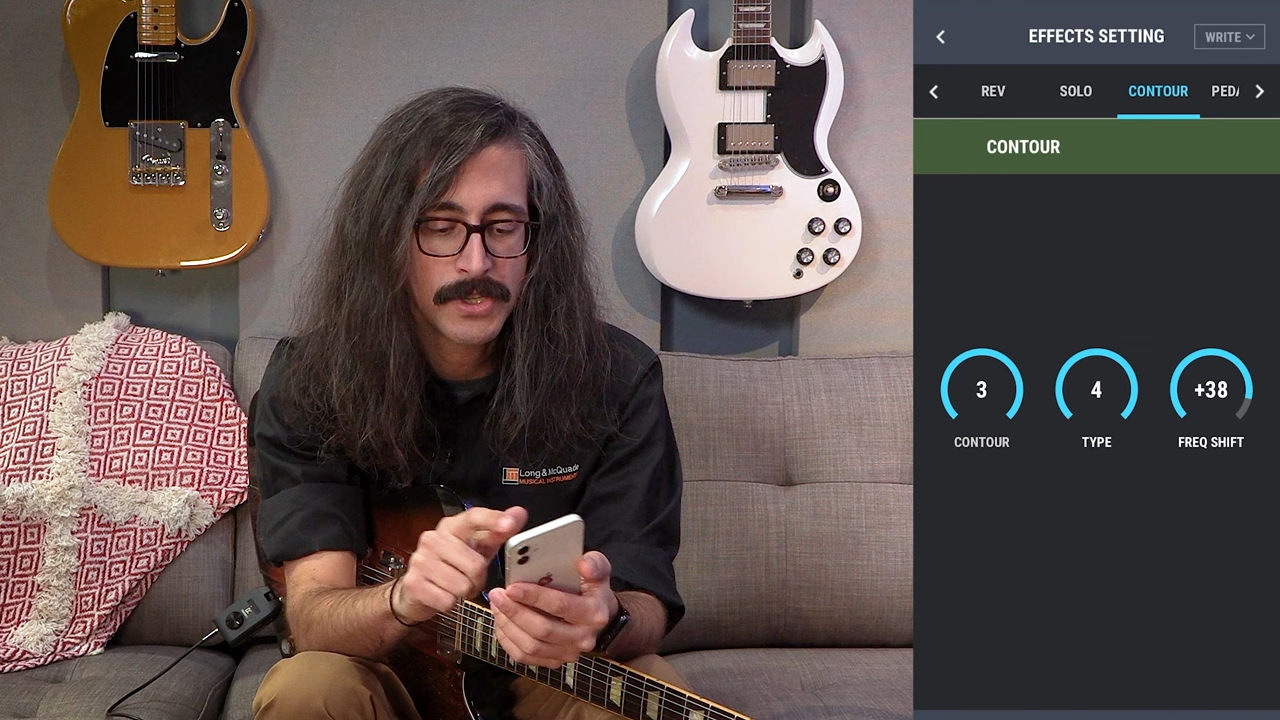 EFFECTS SETTING
WRITE
REV
SOLO
CONTOUR
PED
CONTOUR
3
4
+38
CONTOUR
TYPE
FREQ SHIFT
Fender
Long & McQuade
MUSICAL INSTRUMENTS